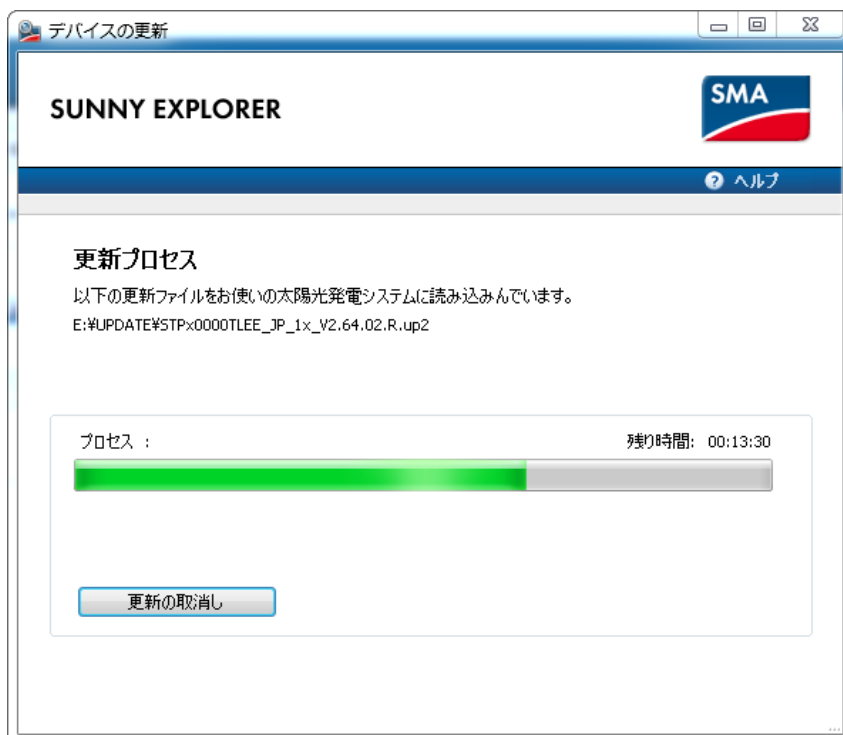 デバイスの更新
SUNNY EXPLORER
SMA
? ヘルプ
更新プロセス
以下の更新ファイルをお使いの太陽光発電システムに読み込みんでいます。
E:¥UPDATE¥STPx0000TLEE_JP_1x_V2.64.02.R.up2
プロセス : 残り時間: 00:13:30
更新の取消し